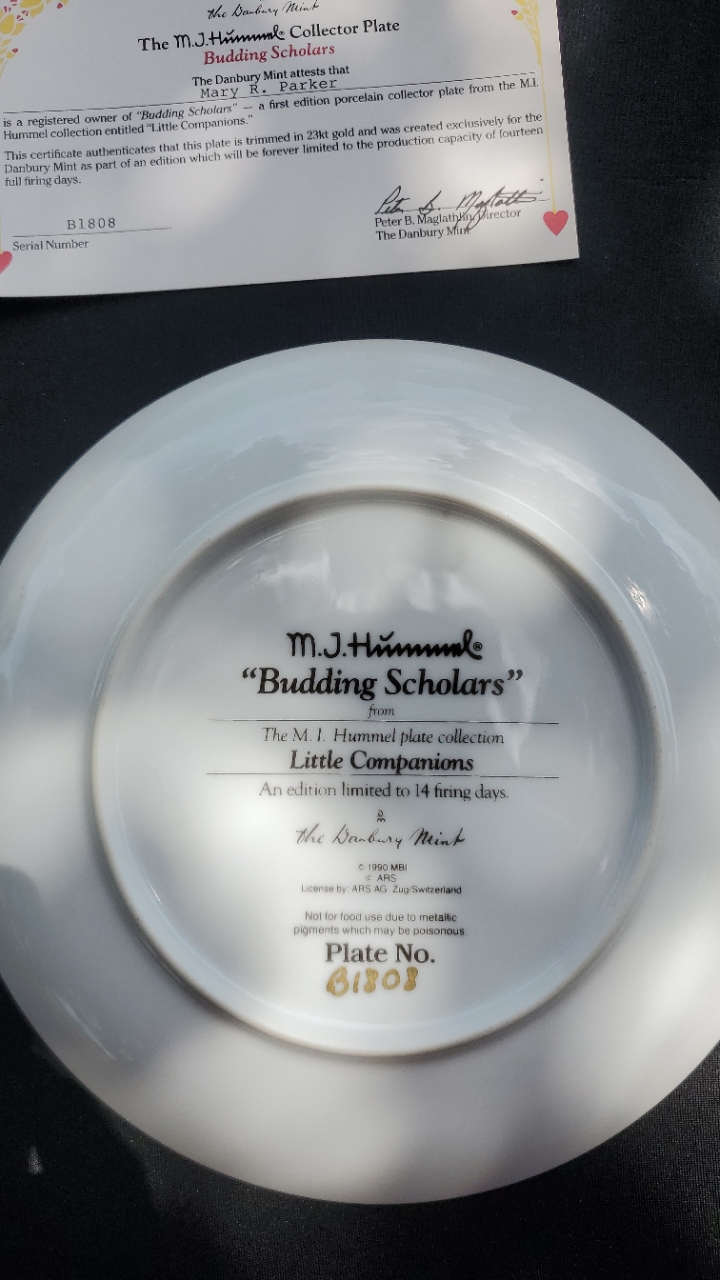 the Danbury Mint
The M.J.Hummel® Collector Plate
Budding Scholars
The Danbury Mint attests that
Mary R. Parker
is a registered owner of "Budding Scholars" — a first edition porcelain collector plate from the M.I.
Hummel collection entitled "Little Companions."
This certificate authenticates that this plate is trimmed in 23kt gold and was created exclusively for the
Danbury Mint as part of an edition which will be forever limited to the production capacity of fourteen
full firing days.
B1808
Serial Number
Peter B. Maglathlin
Peter B. Maglathlin, Director
The Danbury Mint
M.J.Hummel®
“Budding Scholars”
from
The M. I. Hummel plate collection
Little Companions
An edition limited to 14 firing days.
the Danbury Mint
© 1990 MBI
© ARS
License by: ARS AG Zug/Switzerland
Not for food use due to metallic
pigments which may be poisonous
Plate No.
B1808